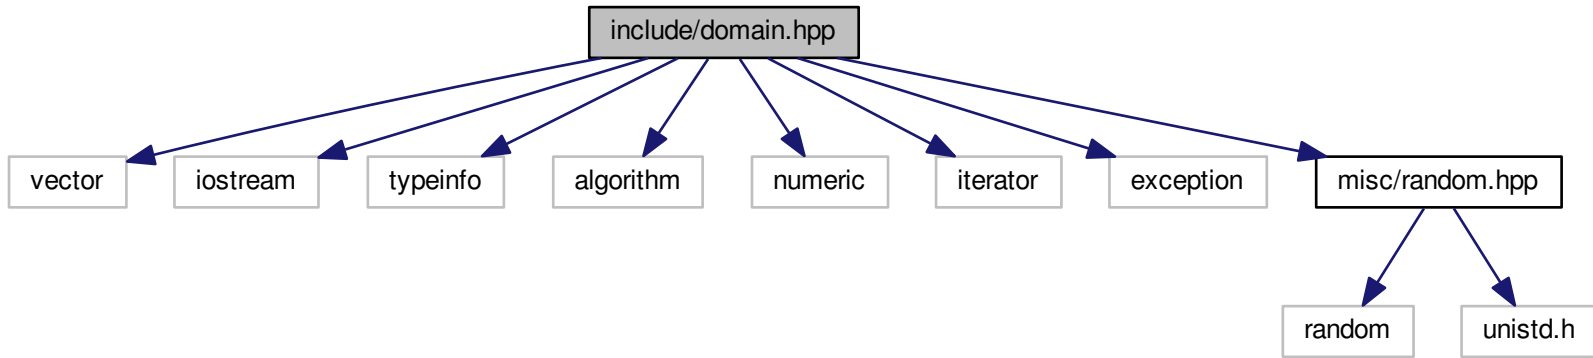 include/domain.hpp
vector
iostream
typeinfo
algorithm
numeric
iterator
exception
misc/random.hpp
random
unistd.h